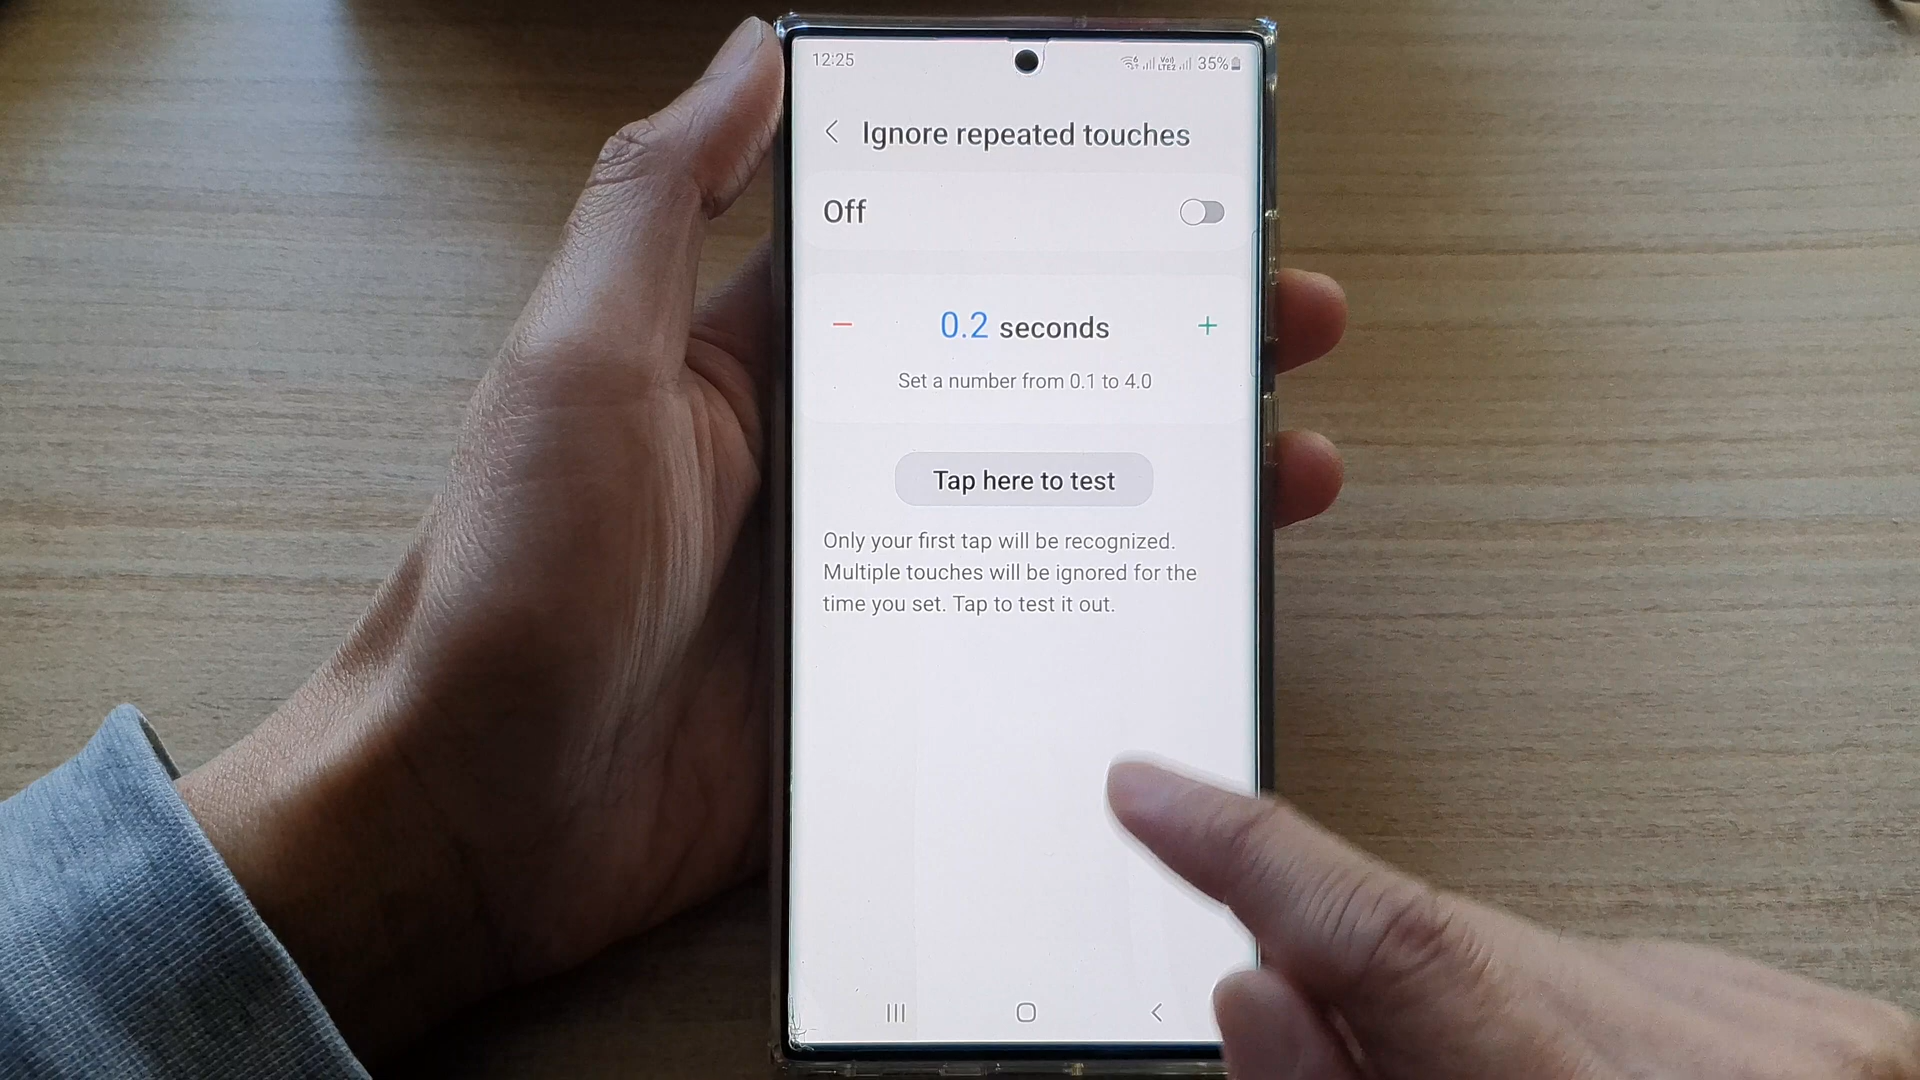 12:25
Vo) LTE2 35%
Ignore repeated touches
Off
0.2 seconds
Set a number from 0.1 to 4.0
Tap here to test
Only your first tap will be recognized.
Multiple touches will be ignored for the
time you set. Tap to test it out.